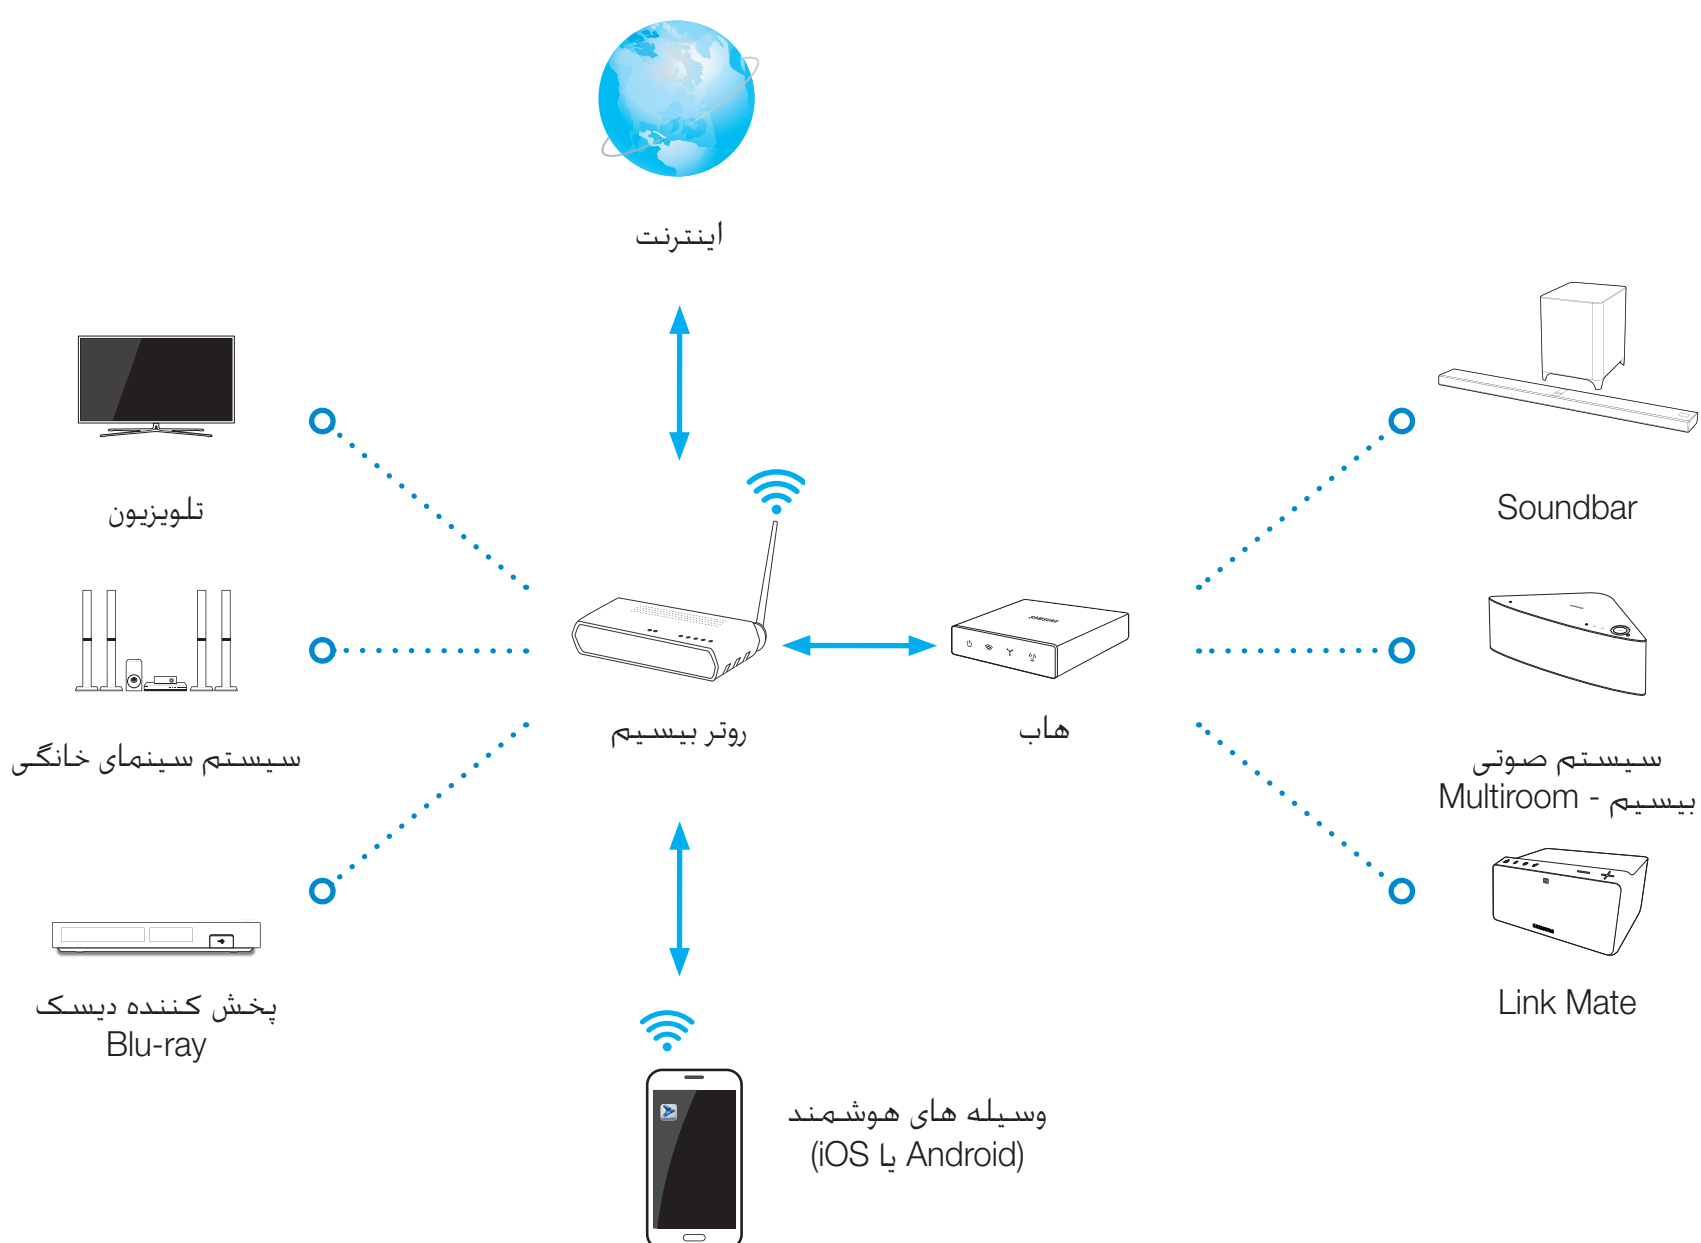 اینترنت
تلویزیون
Soundbar
روتر بیسیم
هاب
سیستم سینمای خانگی
سیستم صوتی
بیسیم - Multiroom
SAMSUNG
پخش کننده دیسک
Blu-ray
Link Mate
وسیله های هوشمند
(Android یا iOS)